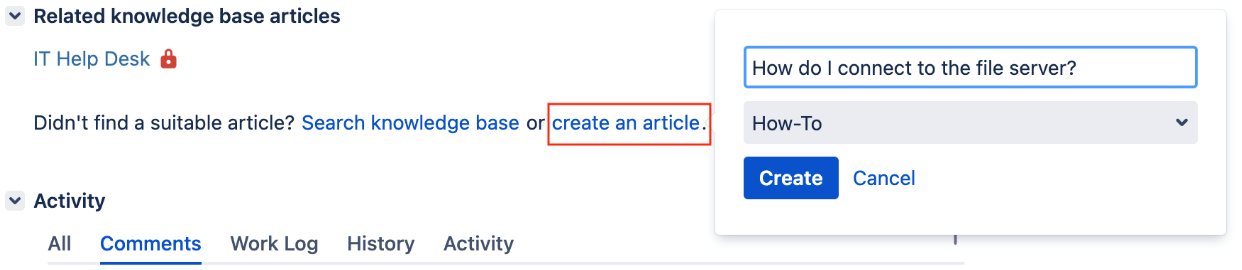 Related knowledge base articles
IT Help Desk
Didn't find a suitable article? Search knowledge base or create an article.
Activity
All Comments Work Log History Activity
How do I connect to the file server?
How-To
Create Cancel